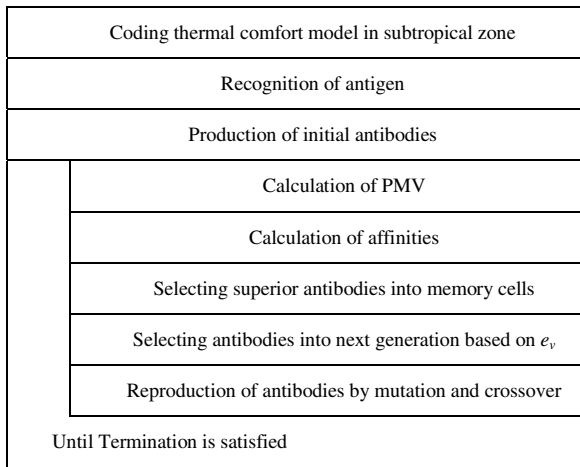 Coding thermal comfort model in subtropical zone
Recognition of antigen
Production of initial antibodies
Calculation of PMV
Calculation of affinities
Selecting superior antibodies into memory cells
Selecting antibodies into next generation based on e_v
Reproduction of antibodies by mutation and crossover
Until Termination is satisfied